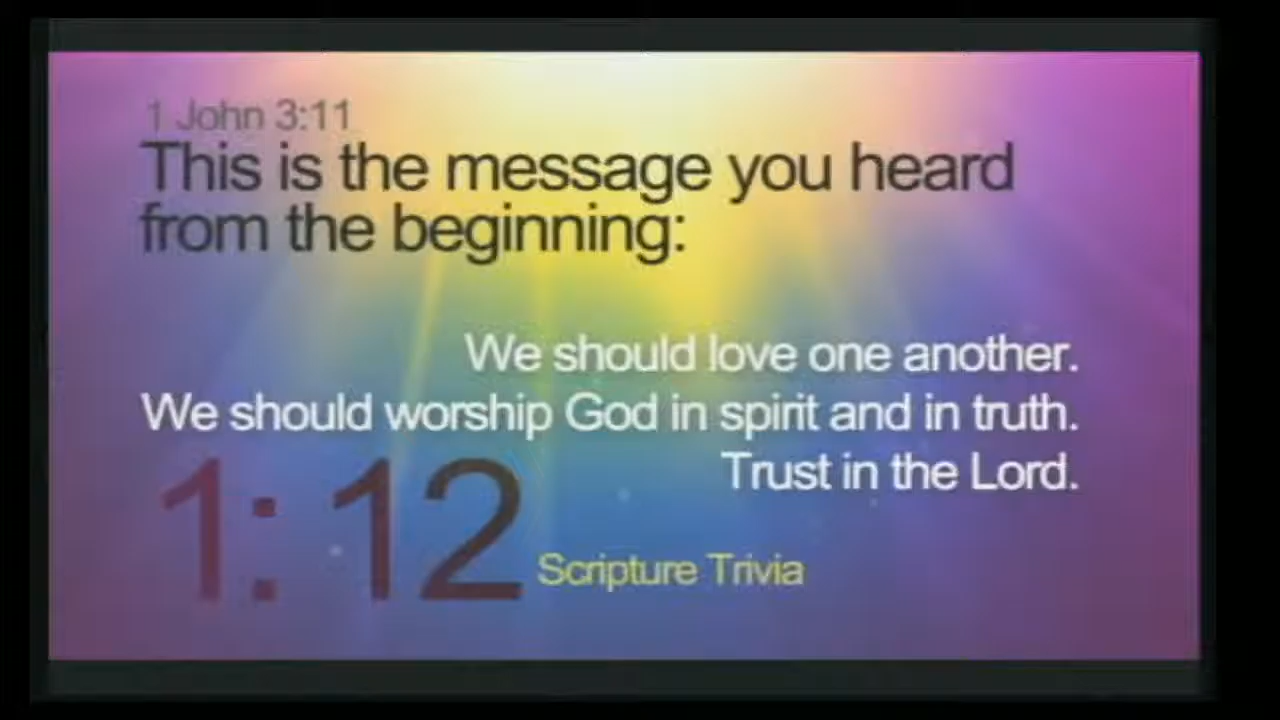 1 John 3:11
This is the message you heard
from the beginning:
We should love one another.
We should worship God in spirit and in truth.
Trust in the Lord.
1:12
Scripture Trivia